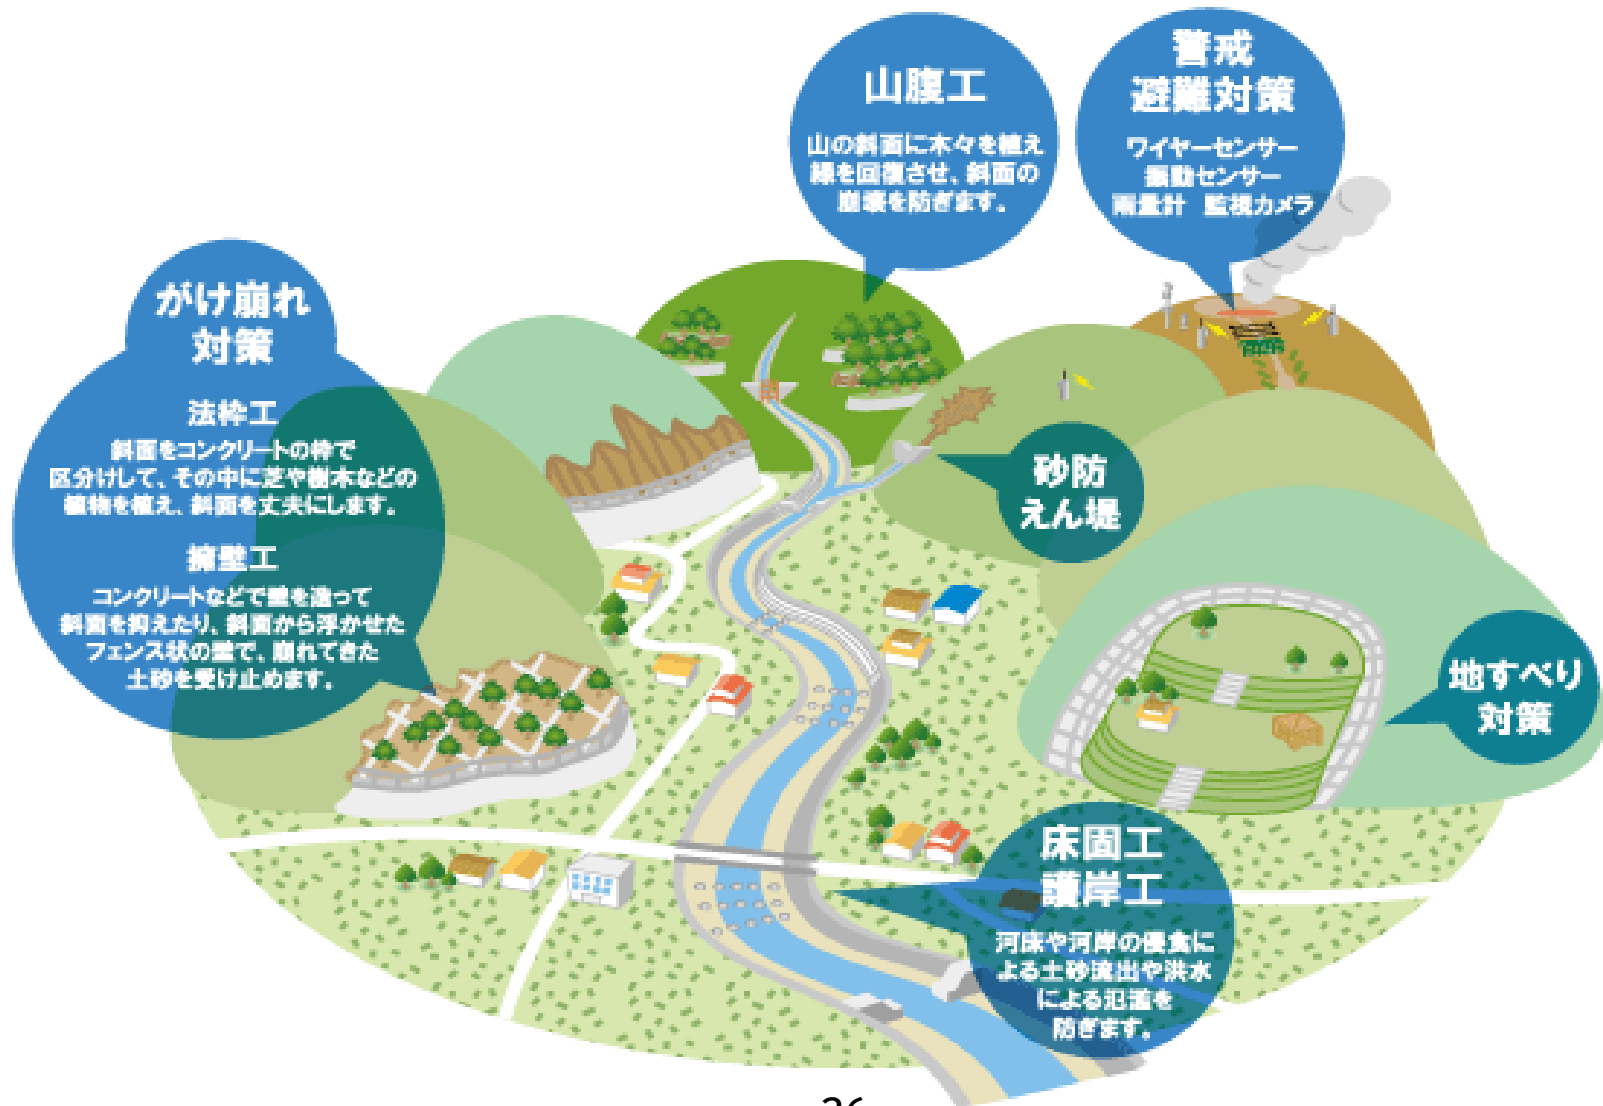 山腹工
山の斜面に木々を植え
緑を回復させ、斜面の
崩壊を防ぎます。
警戒
避難対策
ワイヤーセンサー
振動センサー
雨量計 監視カメラ
がけ崩れ
対策
法枠工
斜面をコンクリートの枠で
区分けして、その中に芝や樹木などの
植物を植え、斜面を丈夫にします。
擁壁工
コンクリートなどで壁を造って
斜面を抑えたり、斜面から浮かせた
フェンス状の壁で、崩れてきた
土砂を受け止めます。
砂防
えん堤
地すべり
対策
床固工
護岸工
河床や河岸の侵食に
よる土砂流出や洪水
による氾濫を
防ぎます。